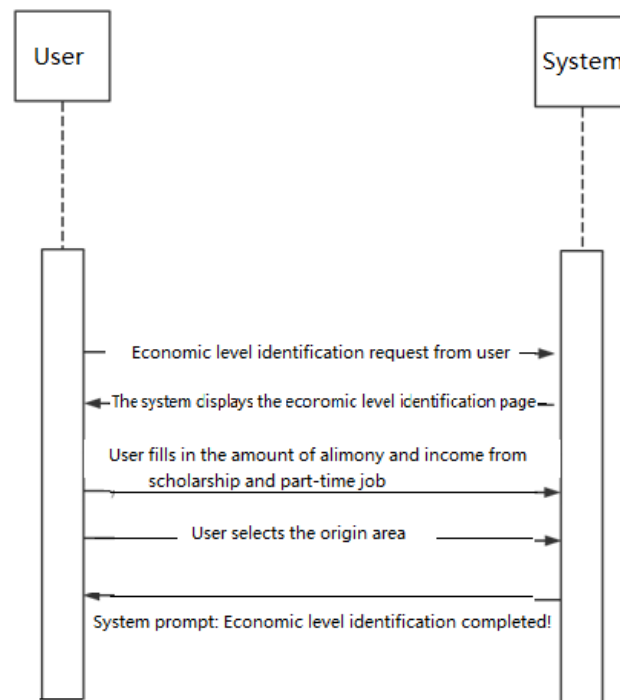 User
System
Economic level identification request from user
The system displays the ecoromic level identification page
User fills in the amount of alimony and income from
scholarship and part-time job
User selects the origin area
System prompt: Economic level identification completed!